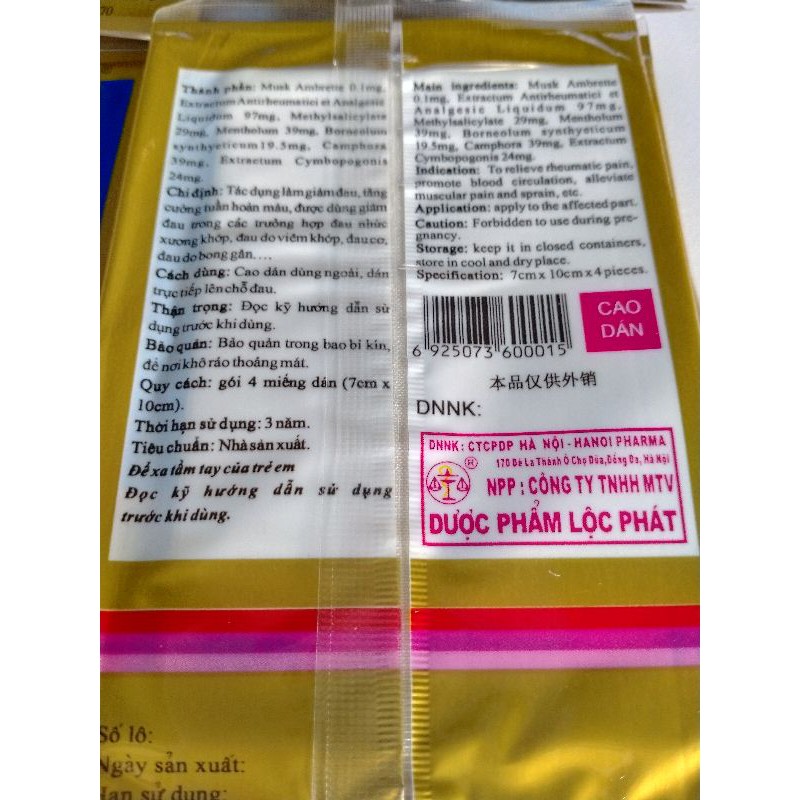 70
Thành phần: Musk Ambrette 0.1mg,
Extractum Antirheumatici et Analgesic
Liquidum 97mg, Methylsalicylate
29mg, Mentholum 39mg, Borneolum
synthyeticum 19.5mg, Camphora
39mg, Extractum Cymbopogonis
24mg.
Chỉ định: Tác dụng làm giảm đau, tăng
cường tuần hoàn máu, được dùng giảm
đau trong các trường hợp đau nhức
xương khớp, đau do viêm khớp, đau cơ,
đau do bong gân,…
Cách dùng: Cao dán dùng ngoài, dán
trực tiếp lên chỗ đau.
Thận trọng: Đọc kỹ hướng dẫn sử
dụng trước khi dùng.
Bảo quản: Bảo quản trong bao bì kín,
để nơi khô ráo thoáng mát.
Quy cách: gói 4 miếng dán (7cm x
10cm).
Thời hạn sử dụng: 3 năm.
Tiêu chuẩn: Nhà sản xuất.
Để xa tầm tay của trẻ em
Đọc kỹ hướng dẫn sử dụng
trước khi dùng.
Main ingredients: Musk Ambrette
0.1mg, Extractum Antirheumatici et
Analgesic Liquidum 97mg,
Methylsalicylate 29mg, Mentholum
39mg, Borneolum synthyeticum
19.5mg, Camphora 39mg, Extractum
Cymbopogonis 24mg.
Indication: To relieve rheumatic pain,
promote blood circulation, alleviate
muscular pain and sprain, etc.
Application: apply to the affected part.
Caution: Forbidden to use during pre-
gnancy.
Storage: keep it in closed containers,
store in cool and dry place.
Specification: 7cm x 10cm x 4 pieces.
6 925073 600015
CAO
DÁN
本品仅供外销
DNNK:
DNNK: CTCPDP HÀ NỘI - HANOI PHARMA
170 Đê La Thành Ô Chợ Dừa, Đống Đa, Hà Nội
®
NPP : CÔNG TY TNHH MTV
DƯỢC PHẨM LỘC PHÁT
Số lô:
Ngày sản xuất:
Hạn sử dụng: